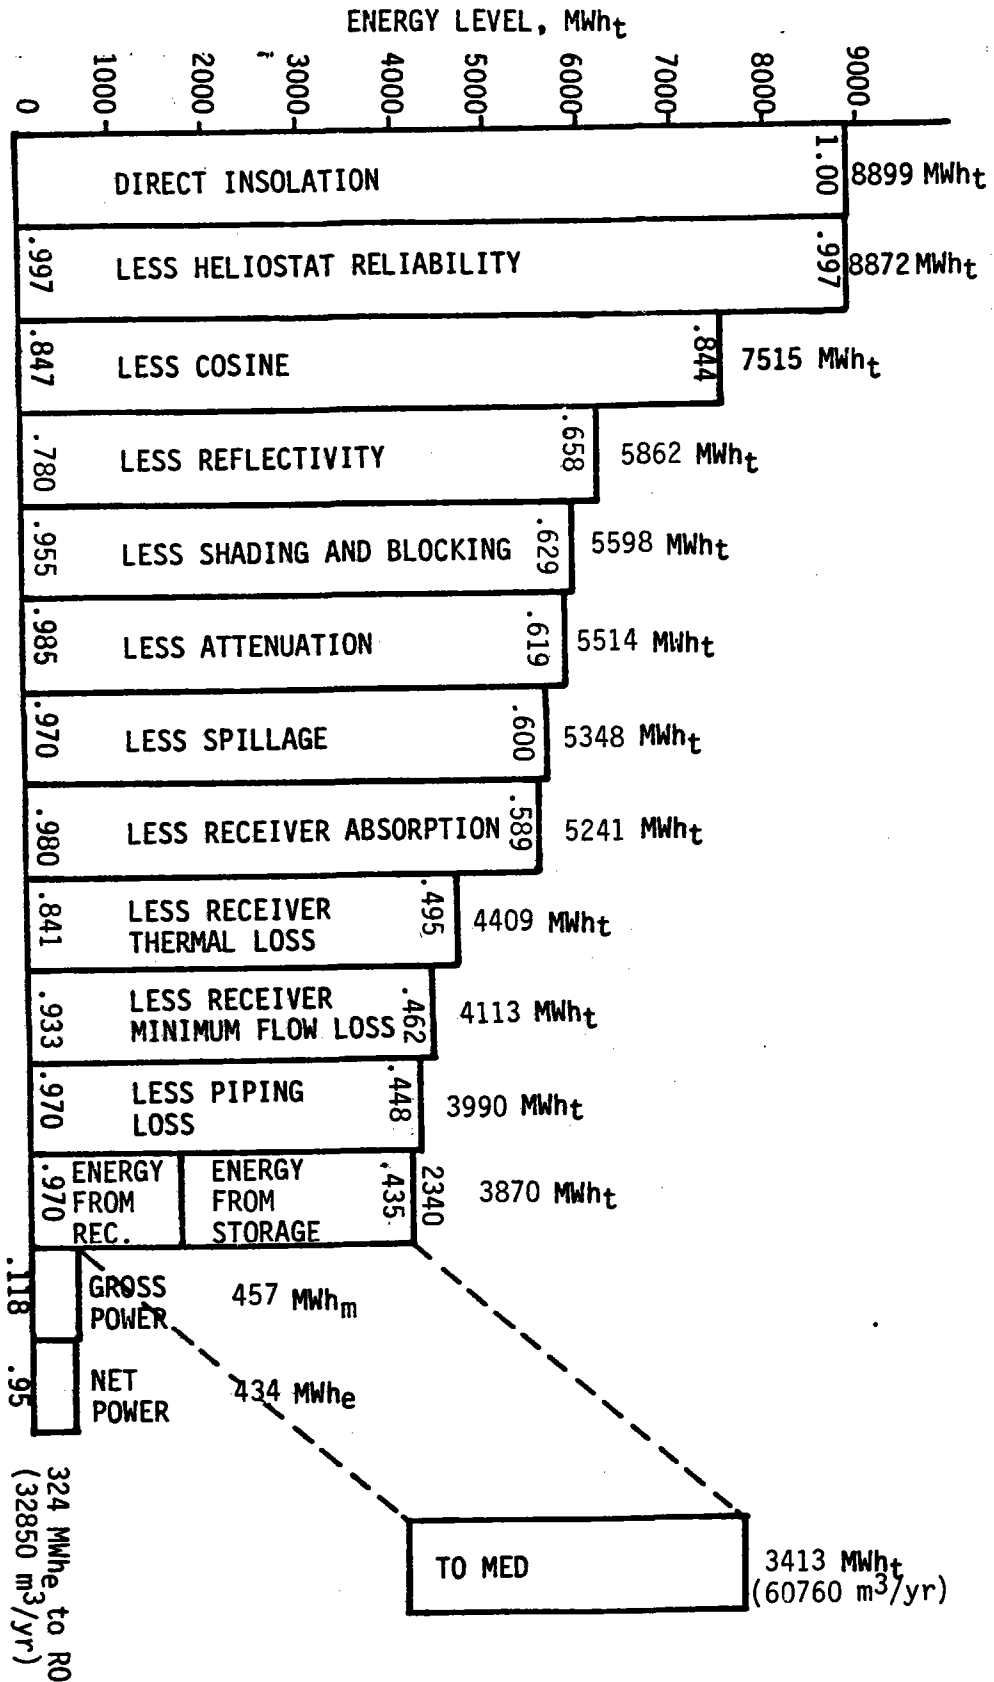 ENERGY LEVEL, MWht
0
1000
2000
3000
4000
5000
6000
7000
8000
9000
DIRECT INSOLATION
1.00
8899 MWht
.997
LESS HELIOSTAT RELIABILITY
.997
8872 MWht
.847
LESS COSINE
.844
7515 MWht
.780
LESS REFLECTIVITY
.658
5862 MWht
.955
LESS SHADING AND BLOCKING
.629
5598 MWht
.985
LESS ATTENUATION
.619
5514 MWht
.970
LESS SPILLAGE
.600
5348 MWht
.980
LESS RECEIVER ABSORPTION
.589
5241 MWht
.841
LESS RECEIVER
THERMAL LOSS
.495
4409 MWht
.933
LESS RECEIVER
MINIMUM FLOW LOSS
.462
4113 MWht
.970
LESS PIPING
LOSS
.448
3990 MWht
.970
ENERGY
FROM
REC.
ENERGY
FROM
STORAGE
.435
2340
3870 MWht
.118
GROSS
POWER
457 MWhm
.95
NET
POWER
434 MWhe
324 MWhe to RO
(32850 m3/yr)
TO MED
3413 MWht
(60760 m3/yr)